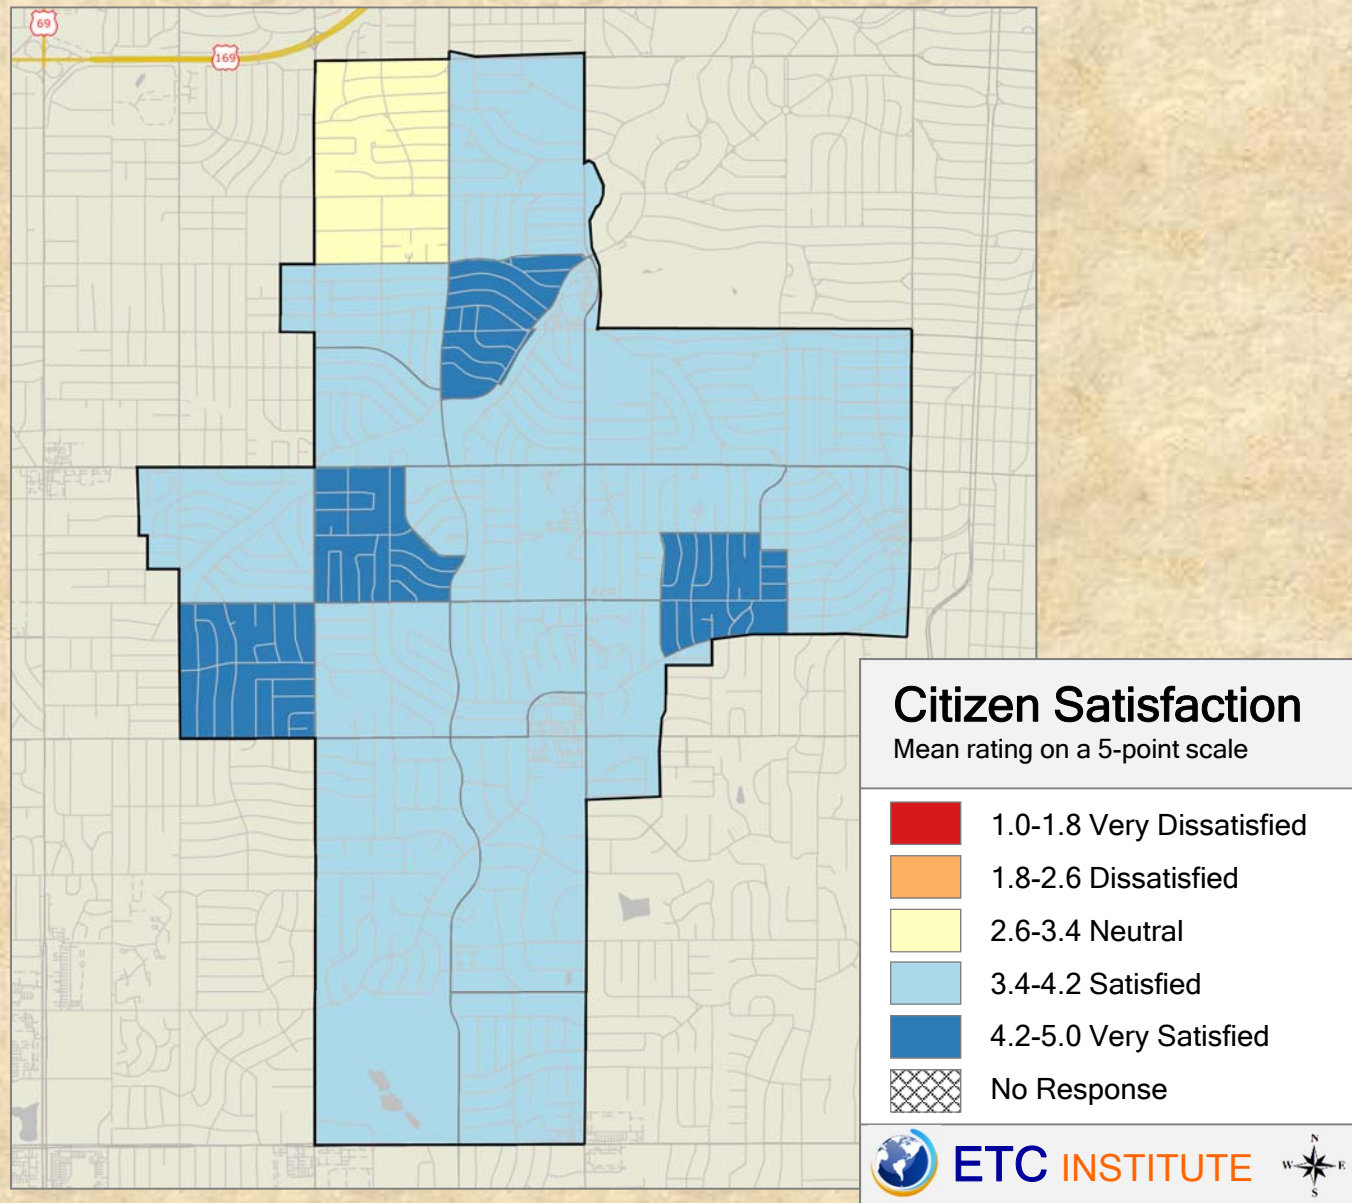 69
169
Citizen Satisfaction
Mean rating on a 5-point scale
1.0-1.8 Very Dissatisfied
1.8-2.6 Dissatisfied
2.6-3.4 Neutral
3.4-4.2 Satisfied
4.2-5.0 Very Satisfied
No Response
ETC INSTITUTE
N
W E
S